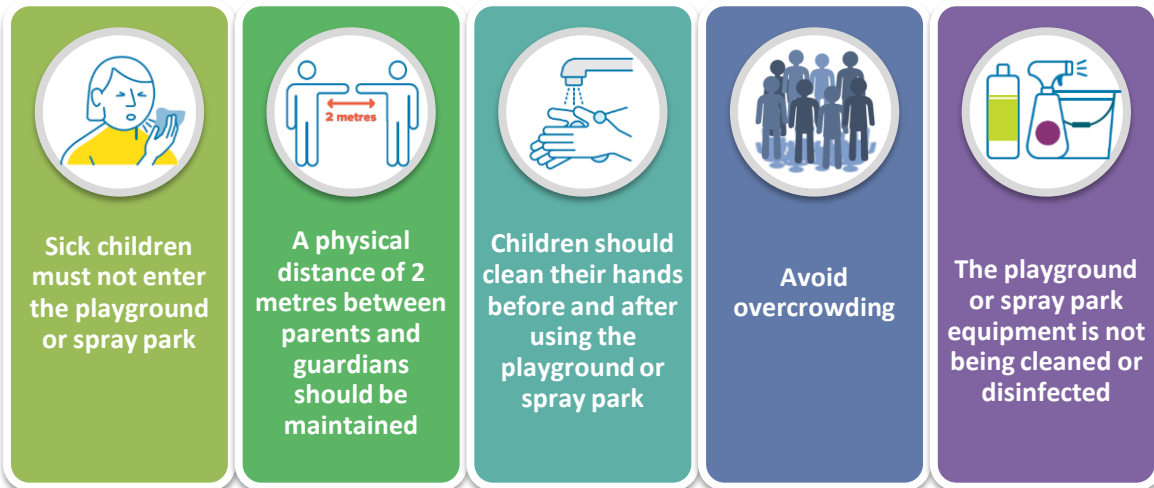 Sick children
must not enter
the playground
or spray park
2 metres
A physical
distance of 2
metres between
parents and
guardians
should be
maintained
Children should
clean their hands
before and after
using the
playground or
spray park
Avoid
overcrowding
The playground
or spray park
equipment is not
being cleaned or
disinfected